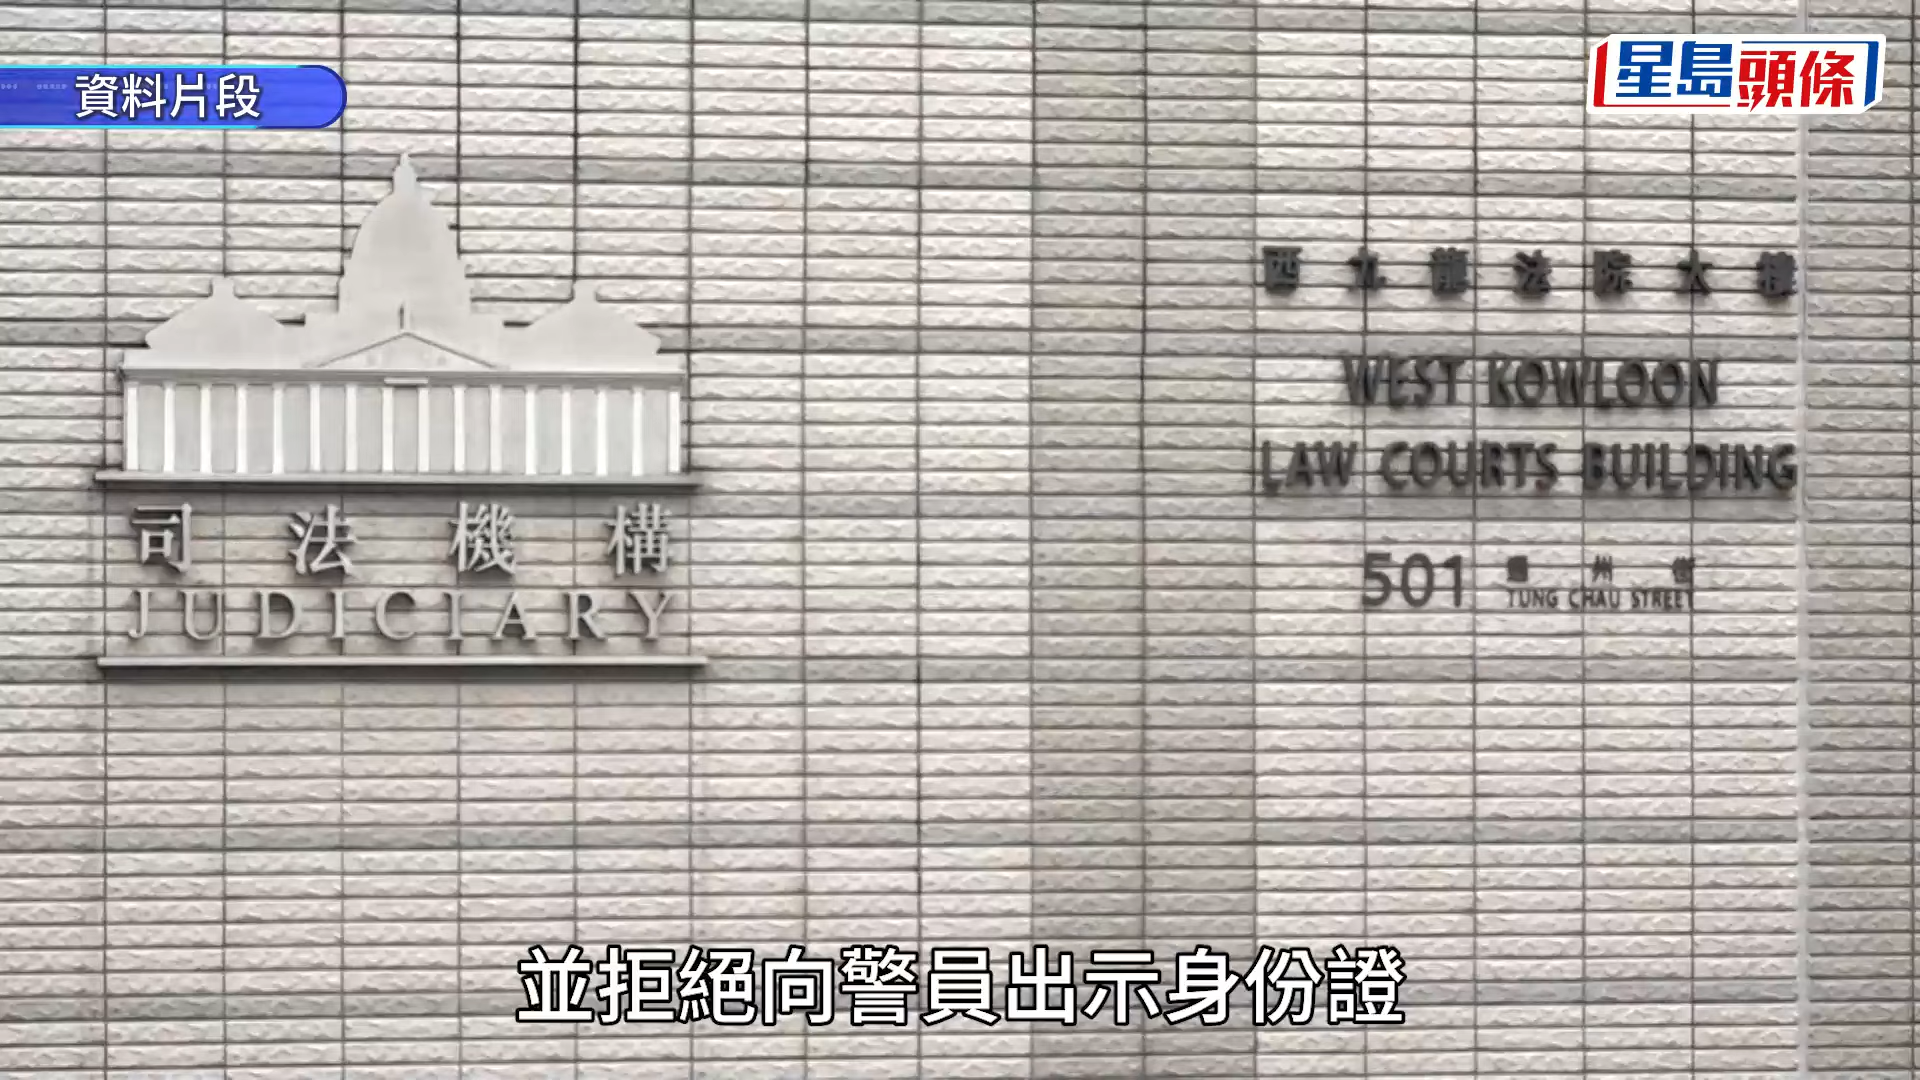 資料片段
星島頭條
司法機構
JUDICIARY
西九龍法院大樓
WEST KOWLOON
LAW COURTS BUILDING
501
通州街
TUNG CHAU STREET
並拒絕向警員出示身份證